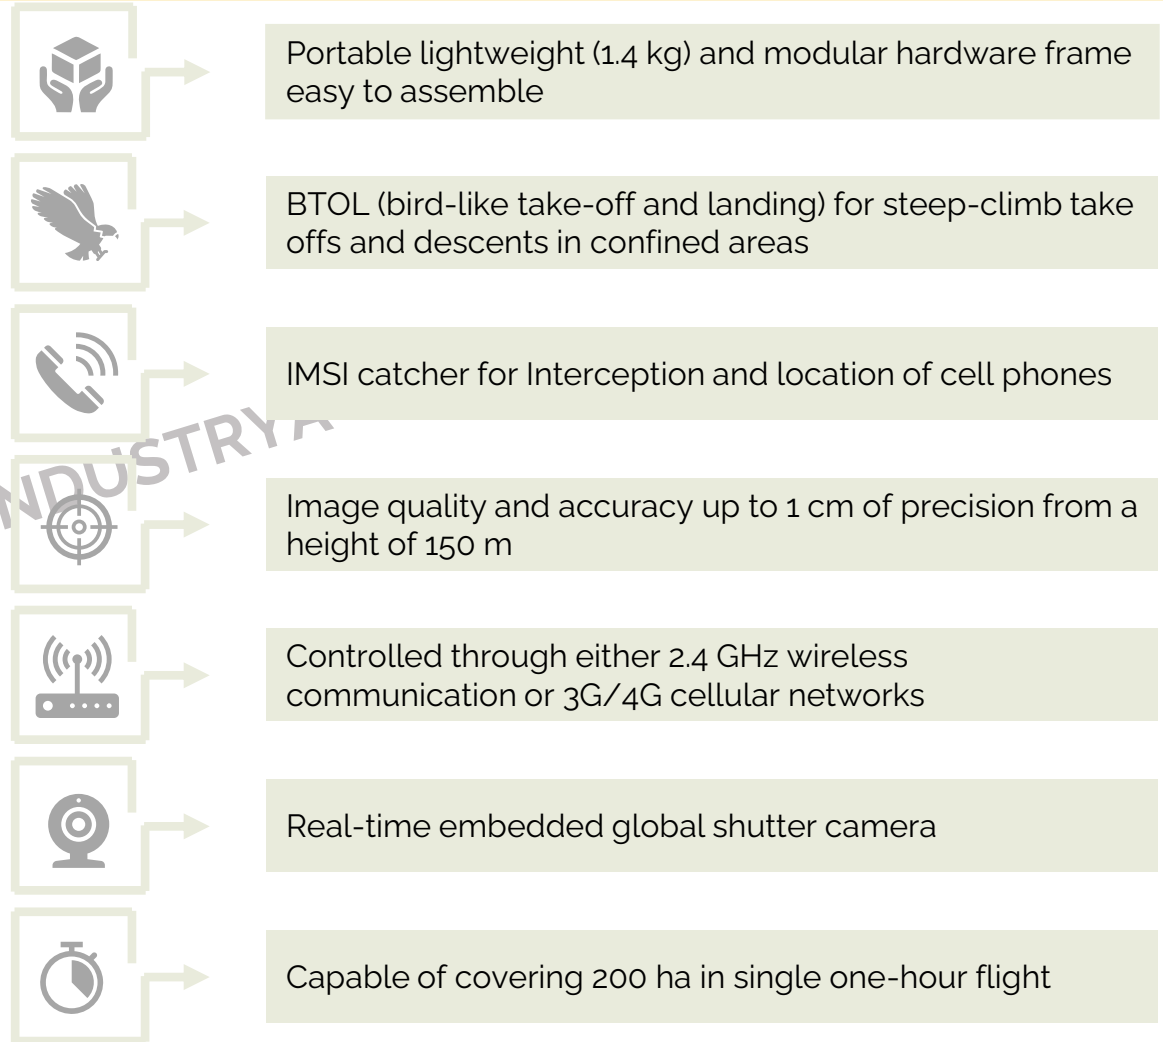 Portable lightweight (1.4 kg) and modular hardware frame
easy to assemble
BTOL (bird-like take-off and landing) for steep-climb take
offs and descents in confined areas
IMSI catcher for Interception and location of cell phones
NDUSTRYA
Image quality and accuracy up to 1 cm of precision from a
height of 150 m
Controlled through either 2.4 GHz wireless
communication or 3G/4G cellular networks
Real-time embedded global shutter camera
Capable of covering 200 ha in single one-hour flight